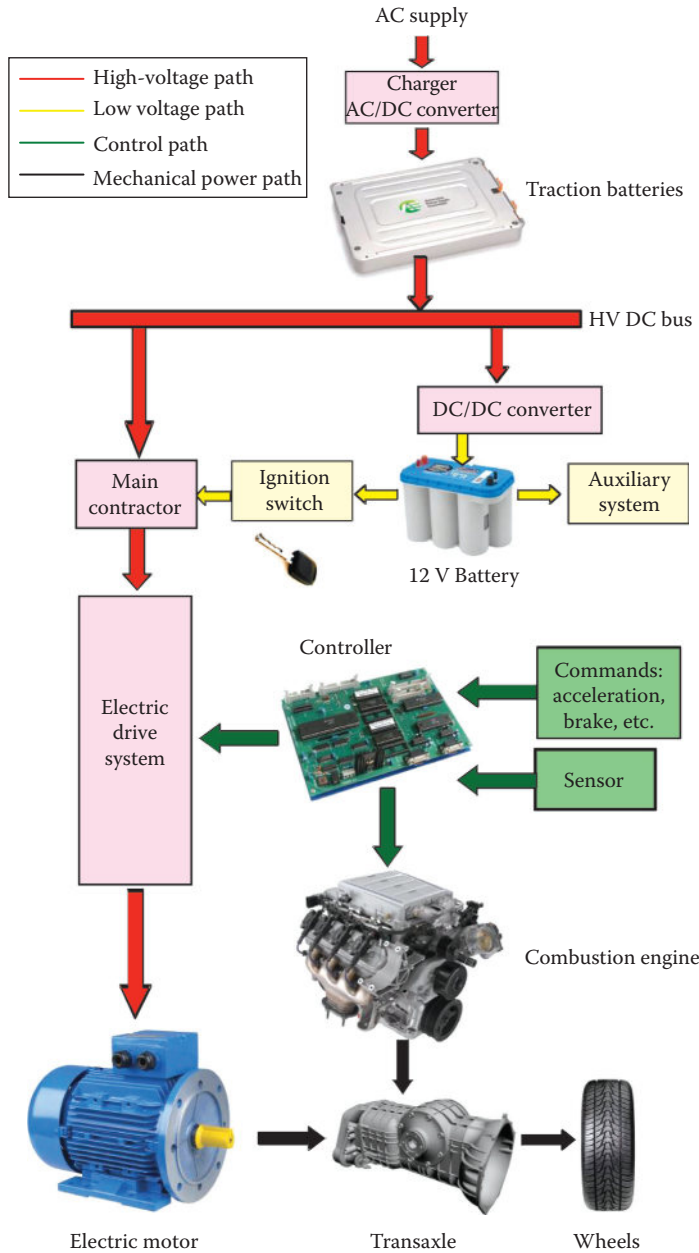 AC supply
High-voltage path
Low voltage path
Control path
Mechanical power path
Charger
AC/DC converter
Traction batteries
HV DC bus
DC/DC converter
Main
contractor
Ignition
switch
Auxiliary
system
12 V Battery
Controller
Commands:
acceleration,
brake, etc.
Electric
drive
system
Sensor
Combustion engine
Electric motor
Transaxle
Wheels